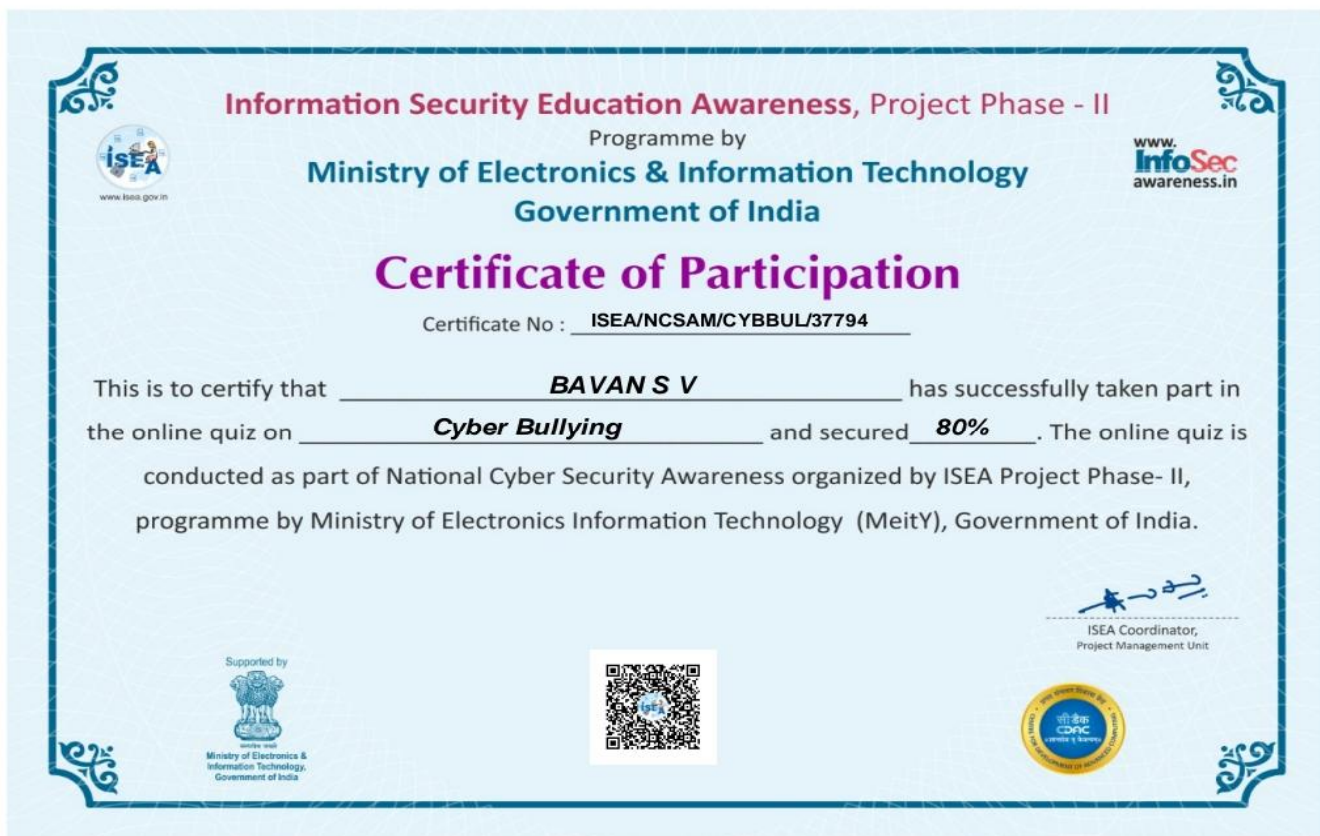 Information Security Education Awareness, Project Phase - II
Programme by
Ministry of Electronics & Information Technology
Government of India
ISEA
www.isea.gov.in
www.
InfoSec
awareness.in
Certificate of Participation
Certificate No : ISEA/NCSAM/CYBBUL/37794
This is to certify that BAVAN S V has successfully taken part in
the online quiz on Cyber Bullying and secured 80% . The online quiz is
conducted as part of National Cyber Security Awareness organized by ISEA Project Phase- II,
programme by Ministry of Electronics Information Technology (MeitY), Government of India.
ISEA Coordinator,
Project Management Unit
Supported by
सत्यमेव जयते
Ministry of Electronics &
Information Technology,
Government of India
ISEA
सी डैक
CDAC